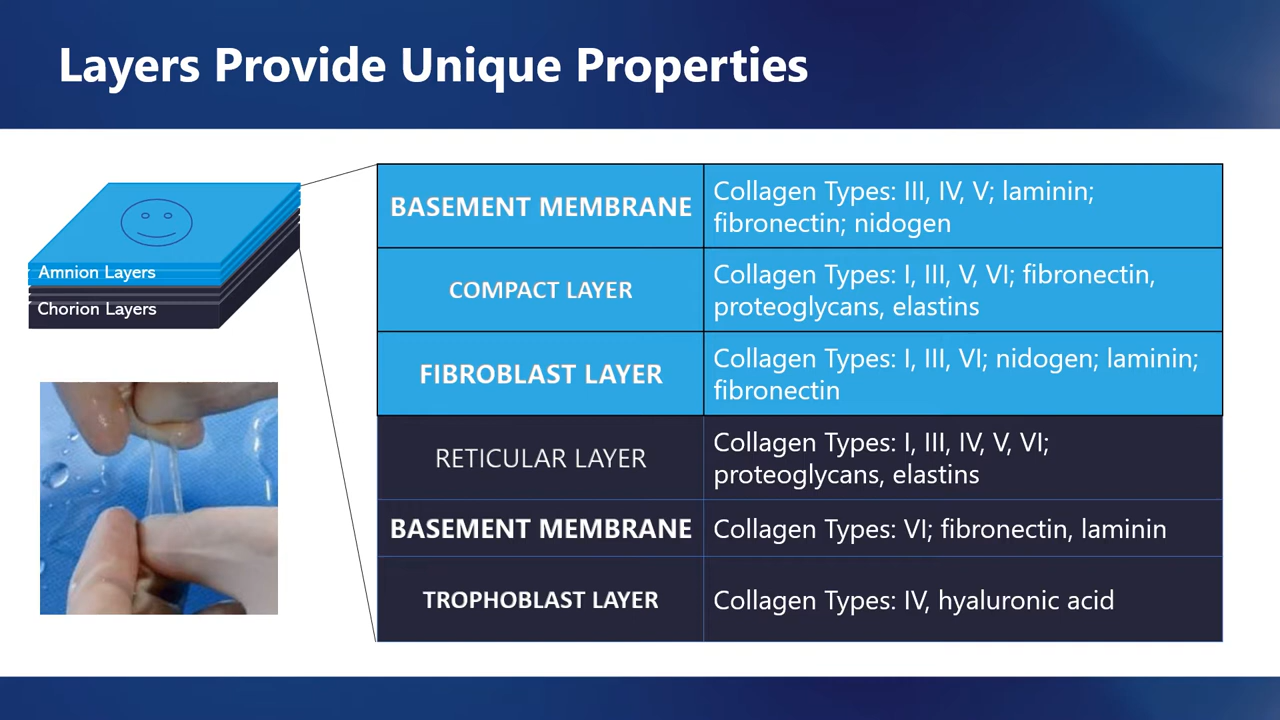 Layers Provide Unique Properties
Amnion Layers
Chorion Layers
BASEMENT MEMBRANE
Collagen Types: III, IV, V; laminin;
fibronectin; nidogen
COMPACT LAYER
Collagen Types: I, III, V, VI; fibronectin,
proteoglycans, elastins
FIBROBLAST LAYER
Collagen Types: I, III, VI; nidogen; laminin;
fibronectin
RETICULAR LAYER
Collagen Types: I, III, IV, V, VI;
proteoglycans, elastins
BASEMENT MEMBRANE
Collagen Types: VI; fibronectin, laminin
TROPHOBLAST LAYER
Collagen Types: IV, hyaluronic acid